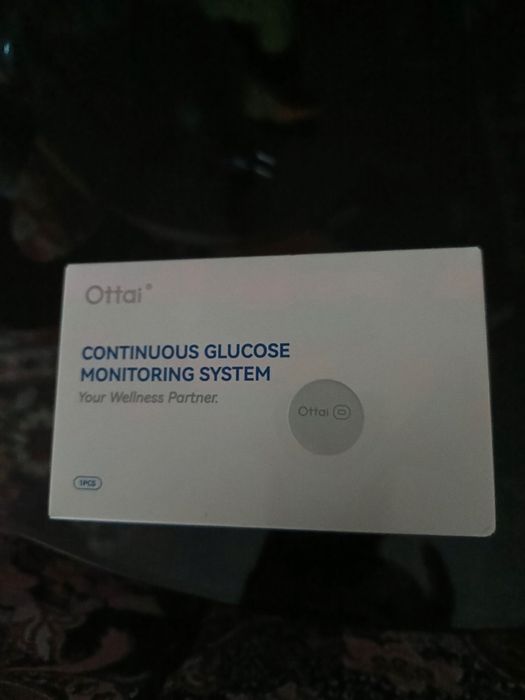 Ottai®
CONTINUOUS GLUCOSE
MONITORING SYSTEM
Your Wellness Partner.
Ottai
1PCS